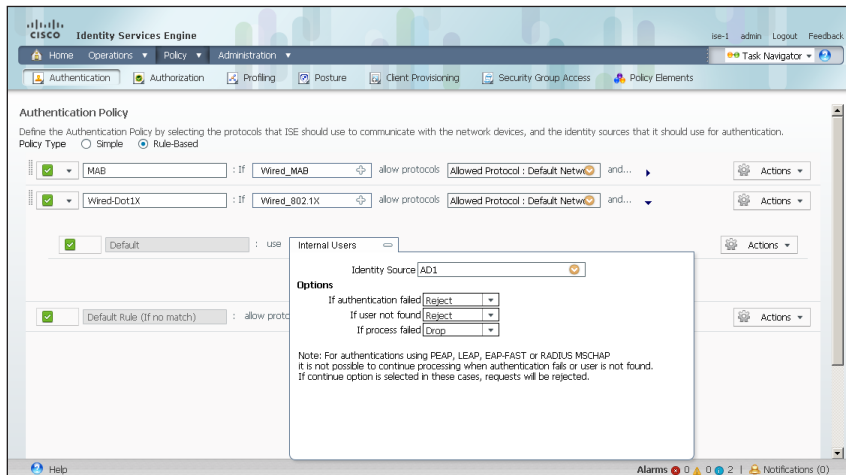 CISCO Identity Services Engine
ise-1 admin Logout Feedback
Home Operations Policy Administration
Task Navigator
Authentication Authorization Profiling Posture Client Provisioning Security Group Access Policy Elements
Authentication Policy
Define the Authentication Policy by selecting the protocols that ISE should use to communicate with the network devices, and the identity sources that it should use for authentication.
Policy Type Simple Rule-Based
MAB : If Wired_MAB allow protocols Allowed Protocol : Default Netwo and... Actions
Wired-Dot1X : If Wired_802.1X allow protocols Allowed Protocol : Default Netwo and... Actions
Default : use Internal Users Actions
Identity Source AD1
Options
If authentication failed Reject
If user not found Reject
Default Rule (If no match) : allow proto Actions
If process failed Drop
Note: For authentications using PEAP, LEAP, EAP-FAST or RADIUS MSCHAP
it is not possible to continue processing when authentication fails or user is not found.
If continue option is selected in these cases, requests will be rejected.
Help
Alarms 0 0 2 | Notifications (0)